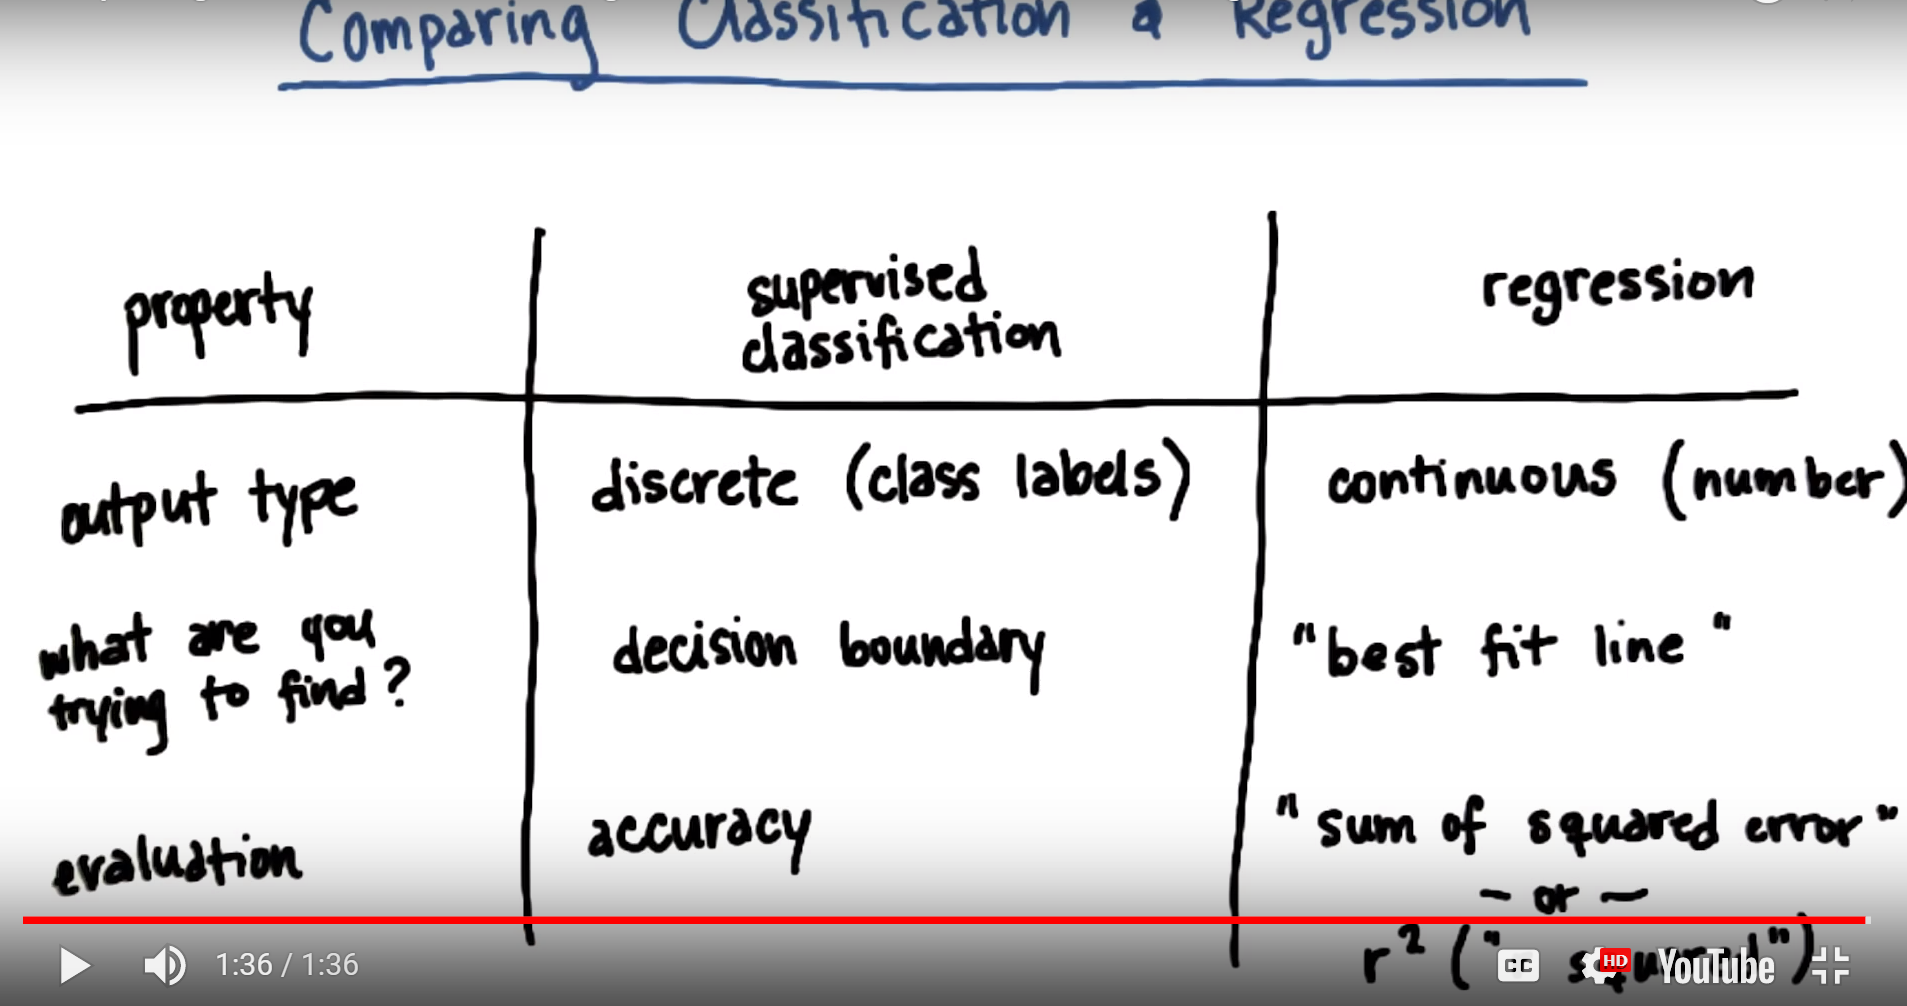 Comparing Classification & Regression
property
supervised
classification
regression
output type
discrete (class labels)
continuous (number)
what are you
trying to find?
decision boundary
"best fit line"
evaluation
accuracy
"sum of squared error"
- or -
r² ("
1:36 / 1:36
CC
HD
YouTube